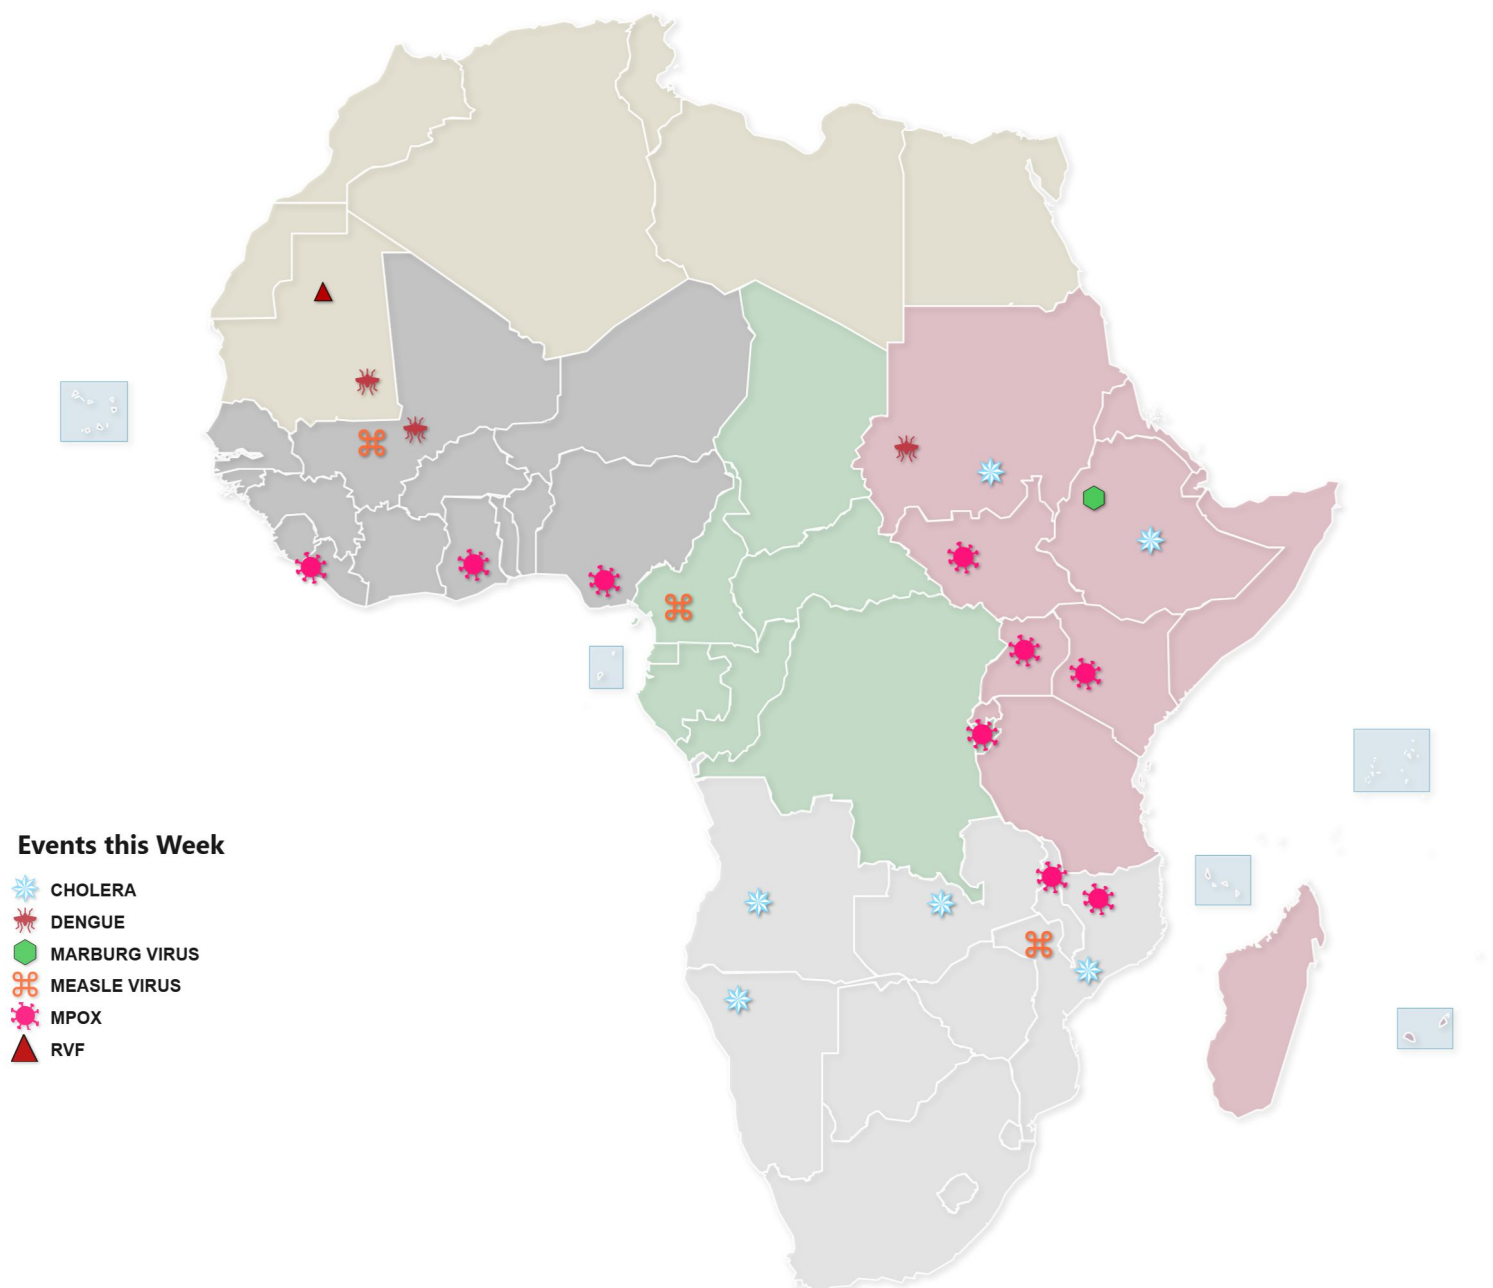 Events this Week
CHOLERA
DENGUE
MARBURG VIRUS
MEASLE VIRUS
MPOX
RVF